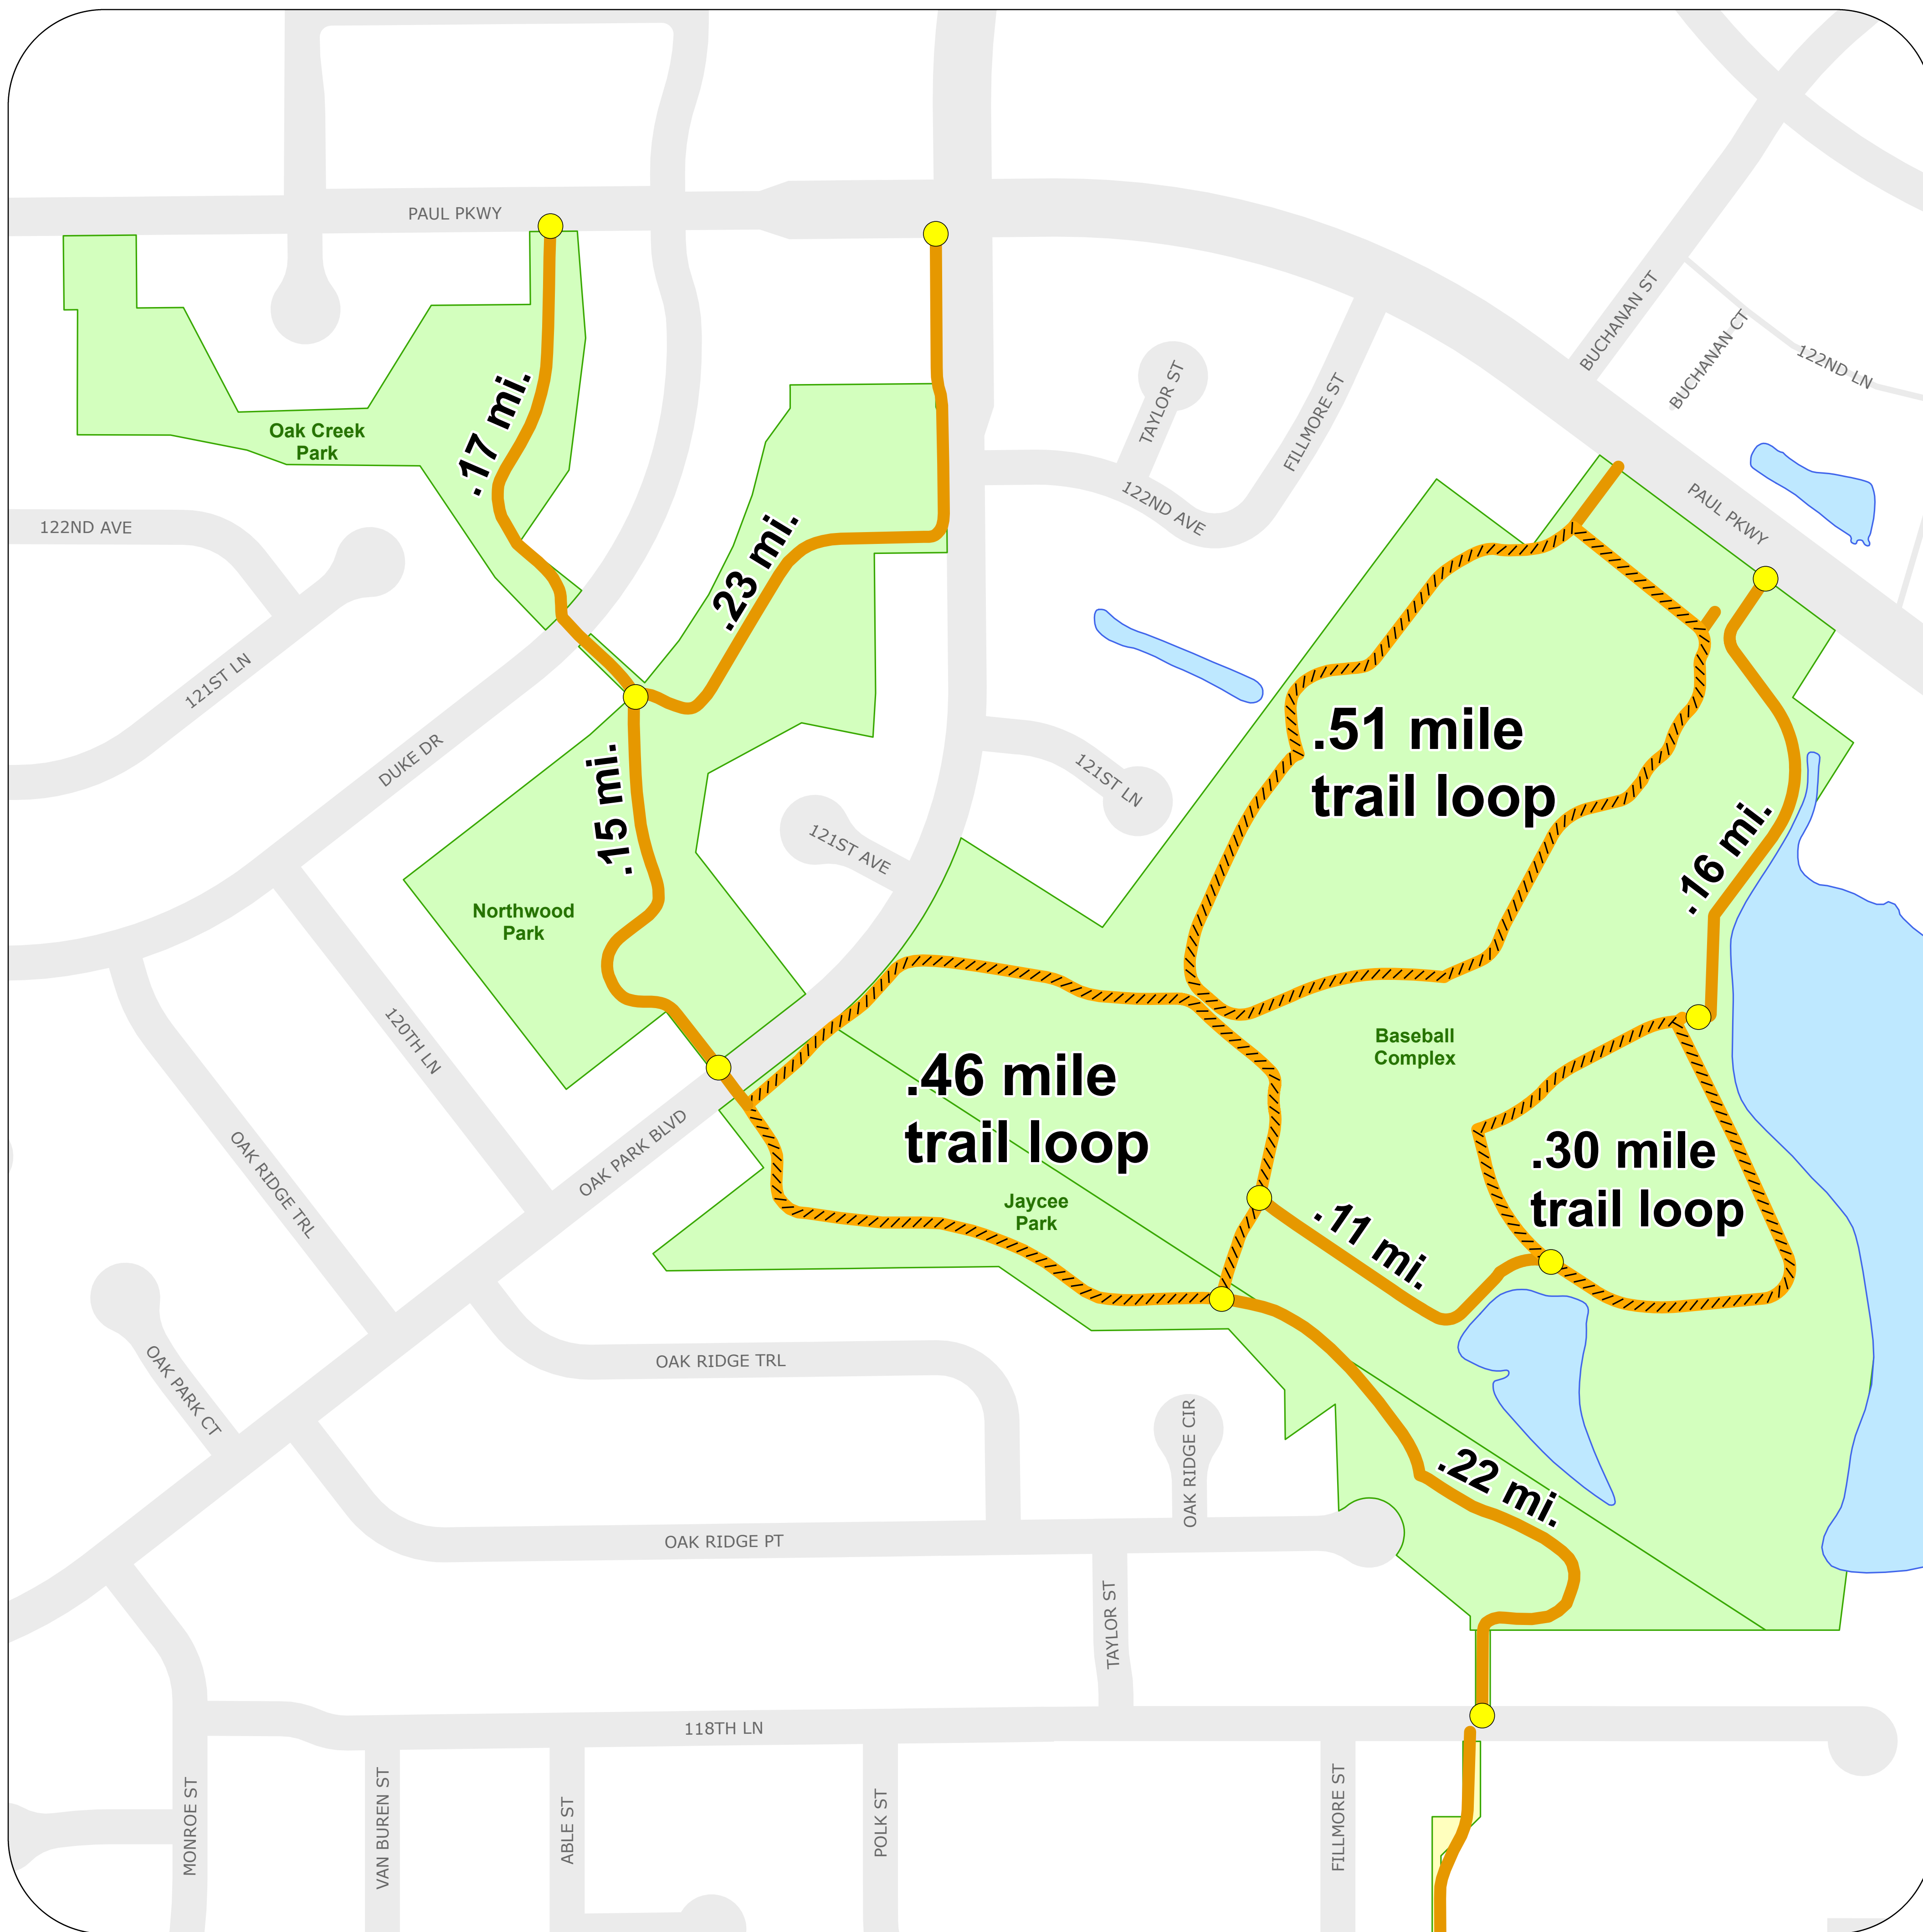 PAUL PKWY
BUCHANAN ST
BUCHANAN CT
122ND LN
TAYLOR ST
FILLMORE ST
.17 mi.
Oak Creek
Park
122ND AVE
122ND AVE
PAUL PKWY
.23 mi.
121ST LN
DUKE DR
.15 mi.
121ST LN
121ST AVE
.51 mile
trail loop
.16 mi.
Northwood
Park
120TH LN
Baseball
Complex
.46 mile
trail loop
OAK PARK BLVD
OAK RIDGE TRL
Jaycee
Park
.11 mi.
.30 mile
trail loop
OAK PARK CT
OAK RIDGE TRL
OAK RIDGE CIR
.22 mi.
OAK RIDGE PT
TAYLOR ST
118TH LN
MONROE ST
VAN BUREN ST
ABLE ST
POLK ST
FILLMORE ST